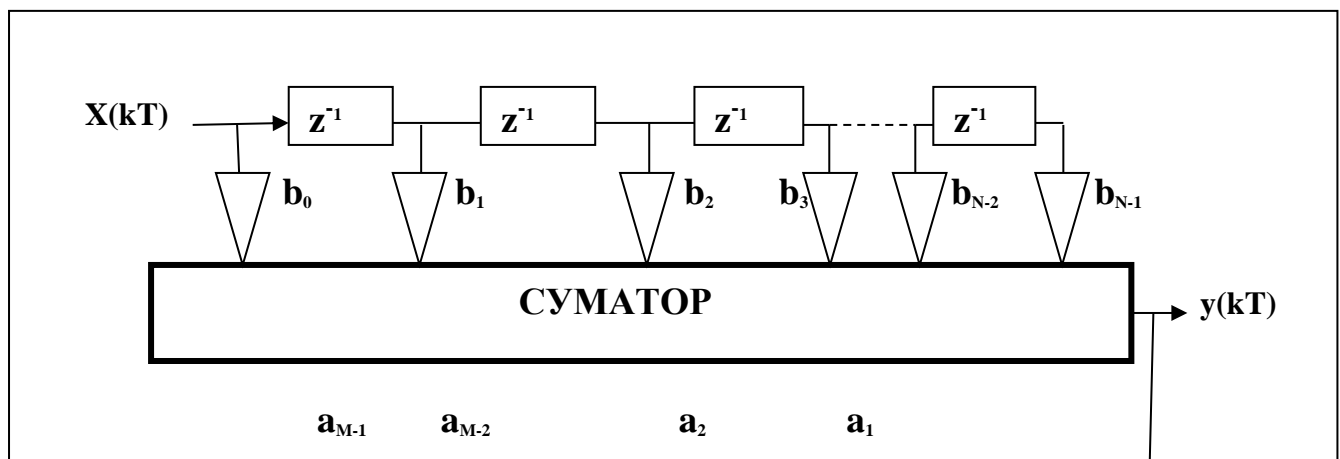 X(kT) z⁻¹ z⁻¹ z⁻¹ z⁻¹
b₀ b₁ b₂ b₃ b_N-2 b_N-1
СУМАТОР y(kT)
a_M-1 a_M-2 a₂ a₁